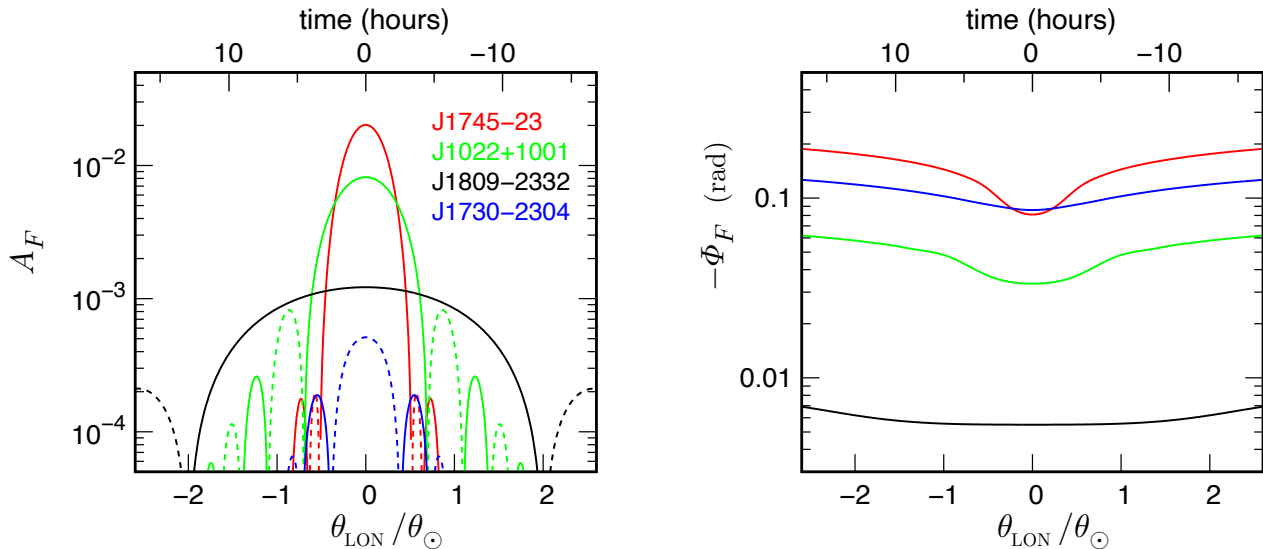 time (hours)
10 0 −10
A_F
10^−2
10^−3
10^−4
J1745−23
J1022+1001
J1809−2332
J1730−2304
−2 −1 0 1 2
θ_LON/θ_⊙
time (hours)
10 0 −10
−Φ_F (rad)
0.1
0.01
−2 −1 0 1 2
θ_LON/θ_⊙